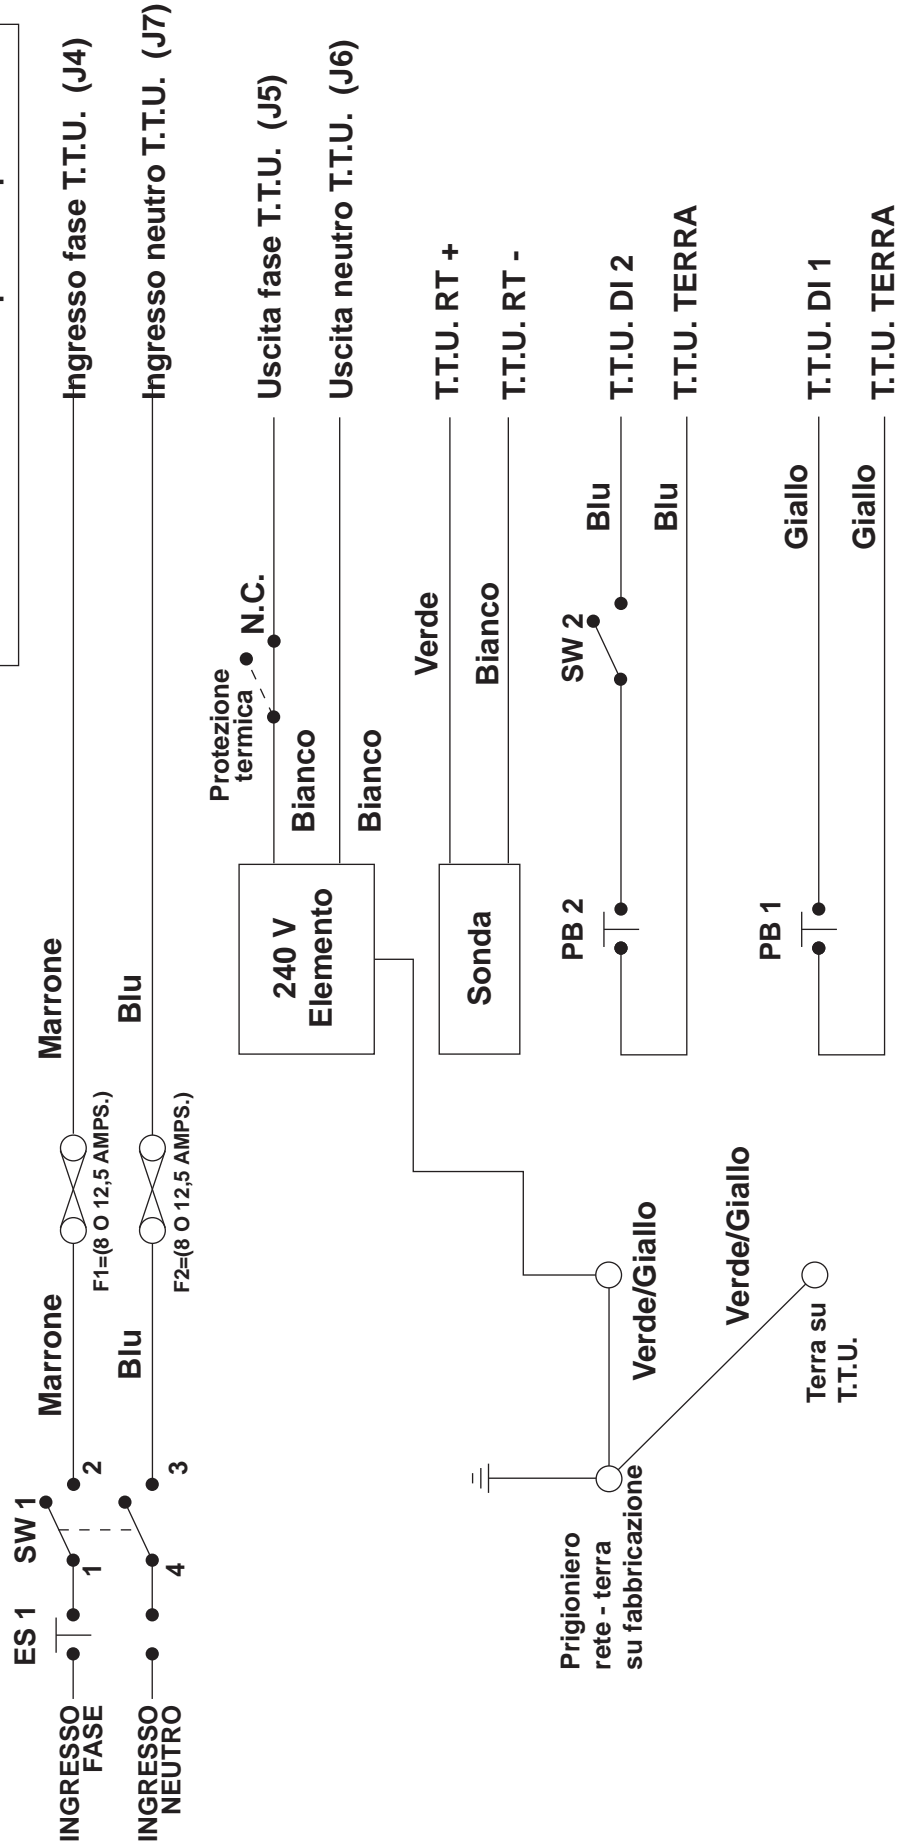 INGRESSO
FASE
ES 1
SW 1
1
2
Marrone
F1=(8 O 12,5 AMPS.)
Marrone
Ingresso fase T.T.U. (J4)
INGRESSO
NEUTRO
4
3
Blu
F2=(8 O 12,5 AMPS.)
Blu
Ingresso neutro T.T.U. (J7)
240 V
Elemento
Protezione
termica
N.C.
Bianco
Uscita fase T.T.U. (J5)
Bianco
Uscita neutro T.T.U. (J6)
Sonda
Verde
T.T.U. RT +
Bianco
T.T.U. RT -
PB 2
SW 2
Blu
T.T.U. DI 2
Blu
T.T.U. TERRA
PB 1
Giallo
T.T.U. DI 1
Giallo
T.T.U. TERRA
Prigioniero
rete - terra
su fabbricazione
Verde/Giallo
Verde/Giallo
Terra su
T.T.U.